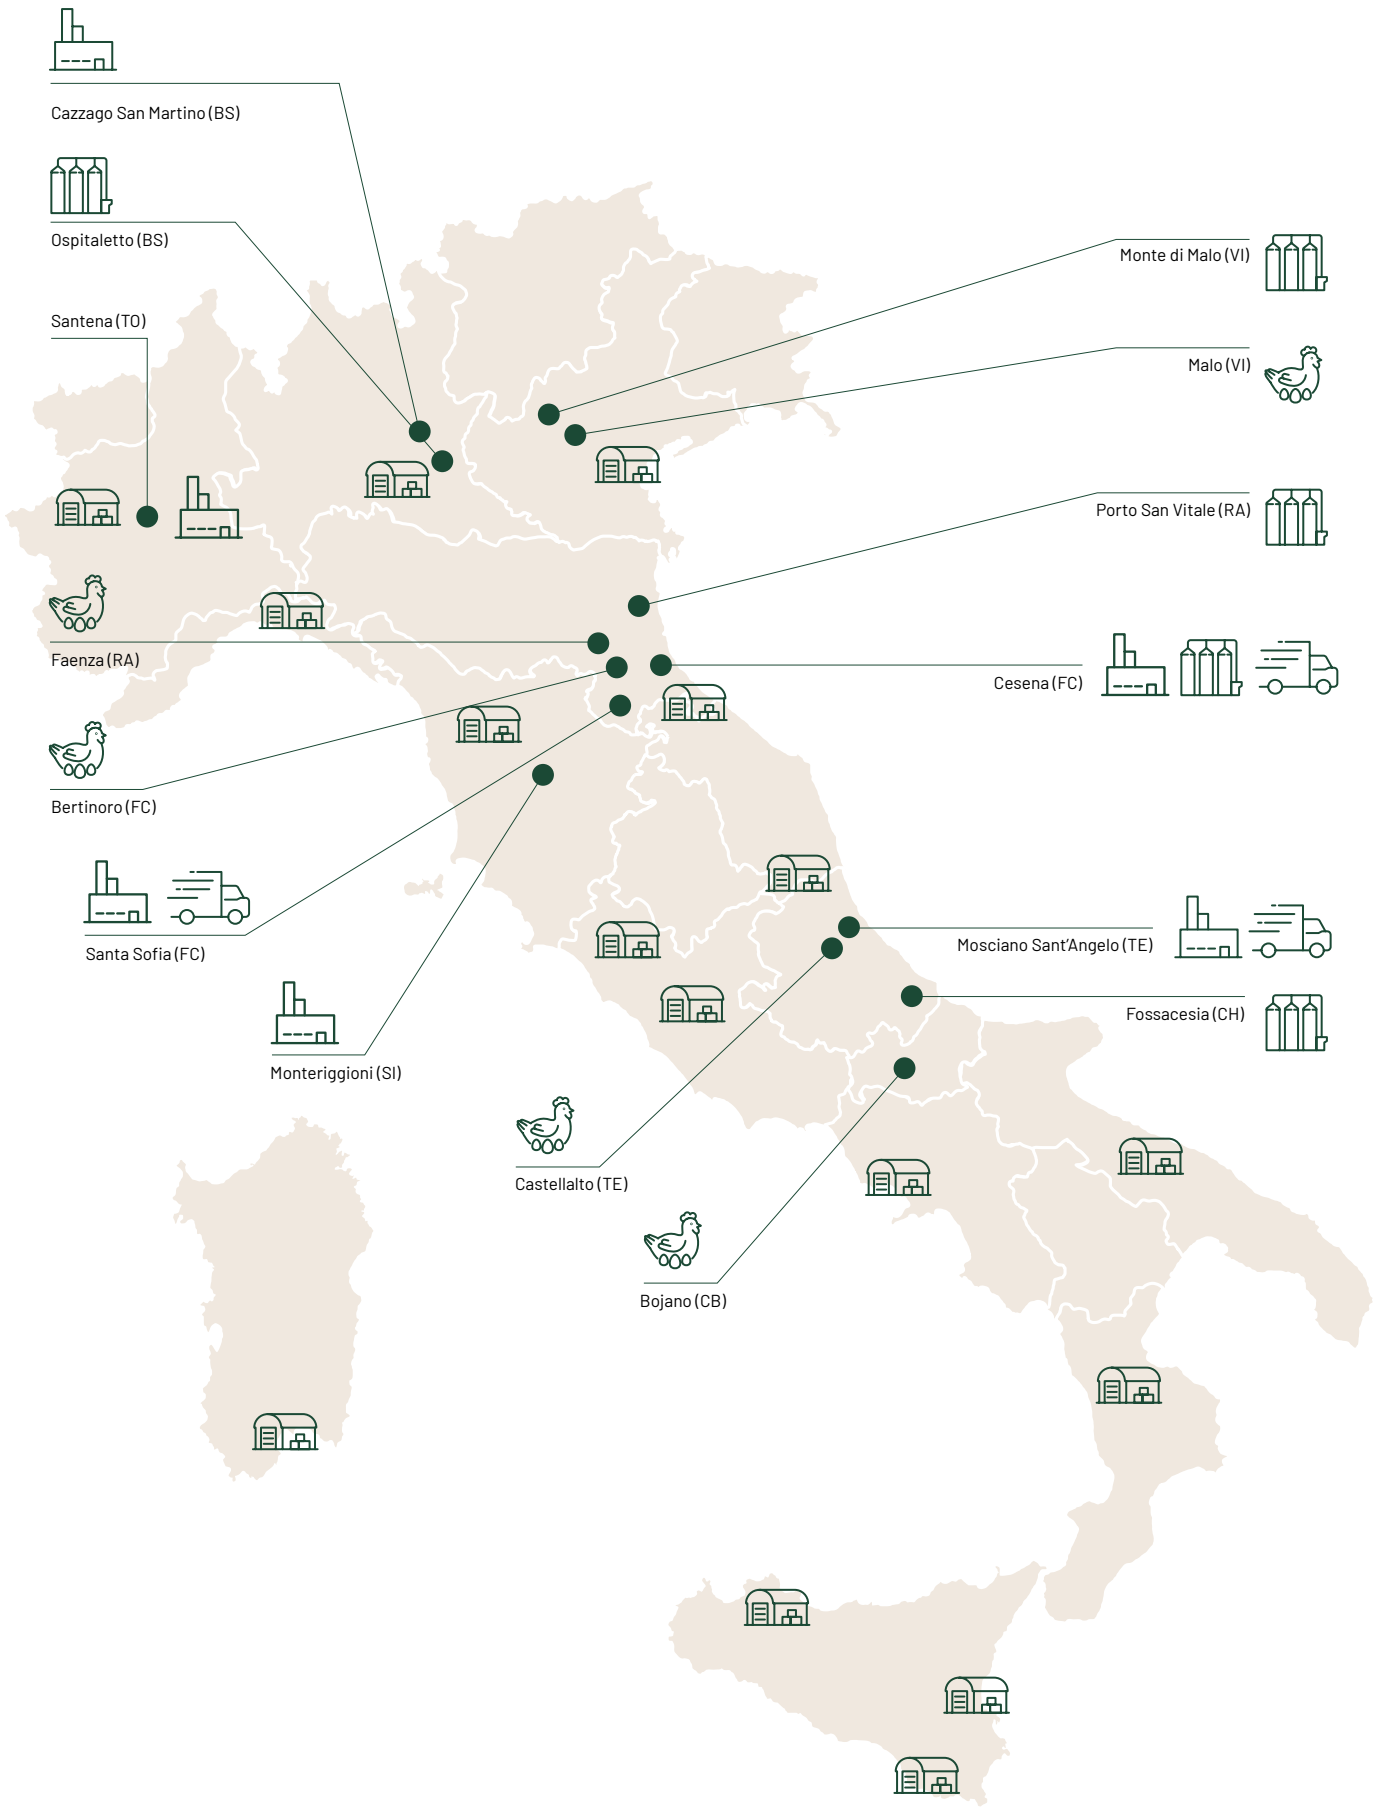 Cazzago San Martino (BS)
Ospitaletto (BS)
Santena (TO)
Monte di Malo (VI)
Malo (VI)
Porto San Vitale (RA)
Faenza (RA)
Cesena (FC)
Bertinoro (FC)
Santa Sofia (FC)
Mosciano Sant’Angelo (TE)
Fossacesia (CH)
Monteriggioni (SI)
Castellalto (TE)
Bojano (CB)